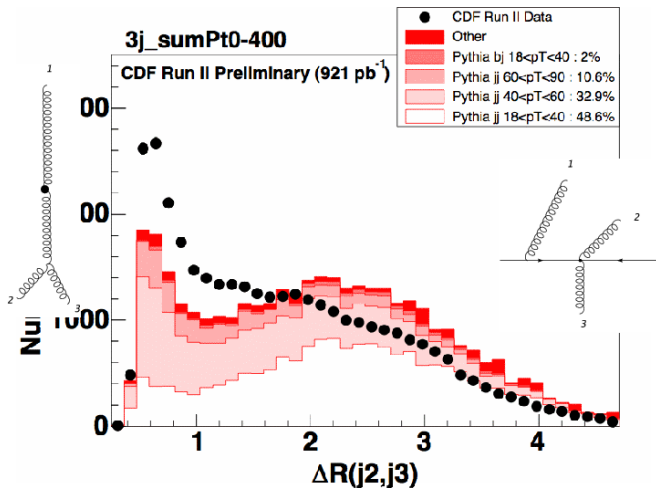 3j_sumPt0-400
CDF Run II Preliminary (921 pb⁻¹)
CDF Run II Data
Other
Pythia bj 18<pT<40 : 2%
Pythia jj 60<pT<90 : 10.6%
Pythia jj 40<pT<60 : 32.9%
Pythia jj 18<pT<40 : 48.6%
1
2
3
1
2
3
00
00
000
0
1
2
3
4
ΔR(j2,j3)